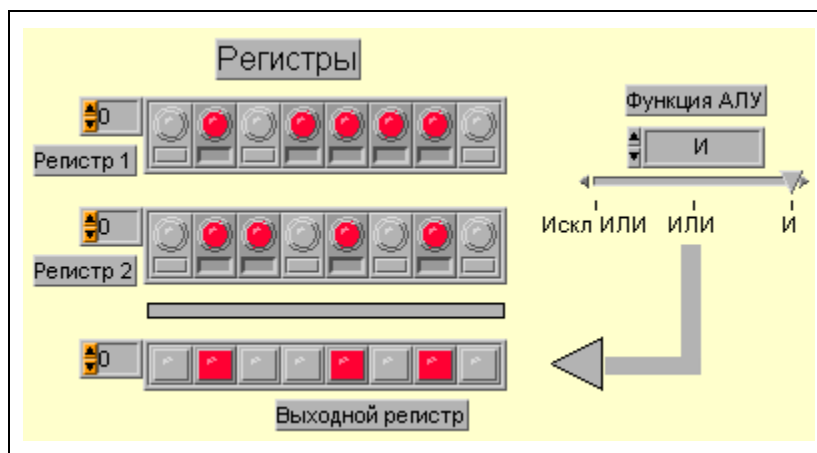 Регистры
Функция АЛУ
0
И
Регистр 1
Искл ИЛИ ИЛИ И
0
Регистр 2
0
Выходной регистр